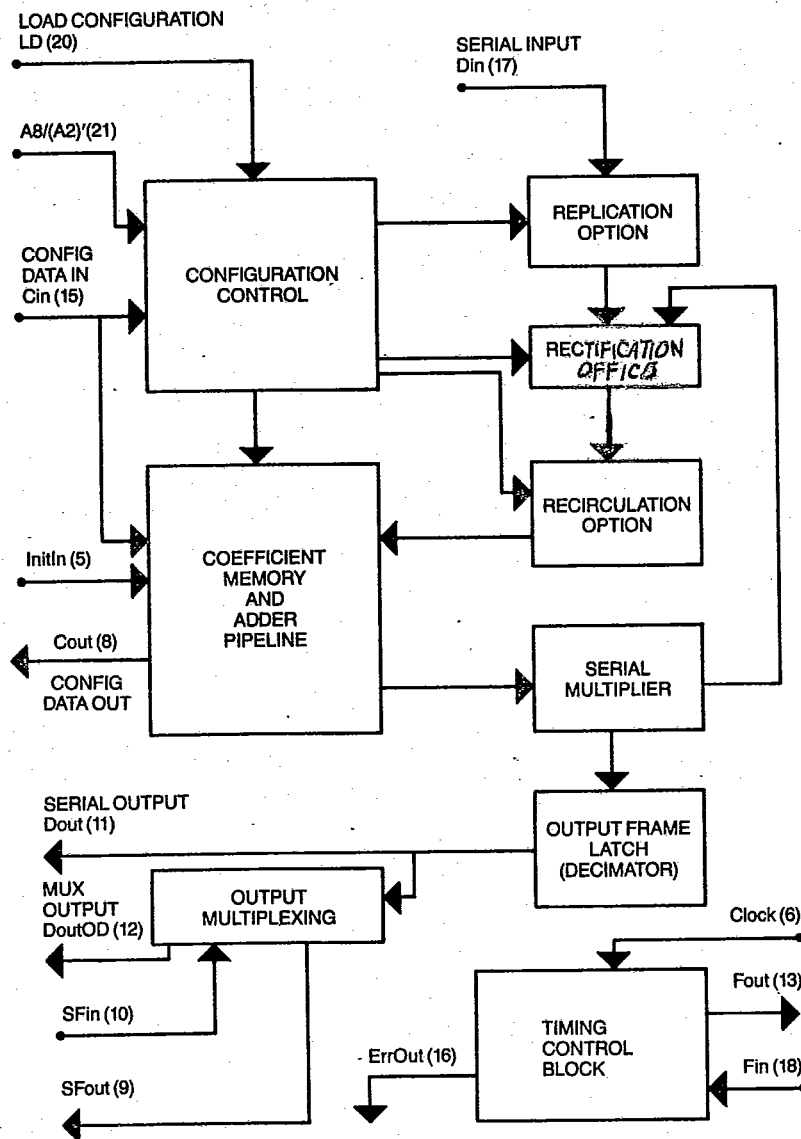 LOAD CONFIGURATION
LD (20)
SERIAL INPUT
Din (17)
A8/(A2)'(21)
CONFIG
DATA IN
Cin (15)
CONFIGURATION
CONTROL
REPLICATION
OPTION
RECTIFICATION
OFFICE
RECIRCULATION
OPTION
InitIn (5)
COEFFICIENT
MEMORY
AND
ADDER
PIPELINE
Cout (8)
CONFIG
DATA OUT
SERIAL
MULTIPLIER
SERIAL OUTPUT
Dout (11)
OUTPUT FRAME
LATCH
(DECIMATOR)
MUX
OUTPUT
DoutOD (12)
OUTPUT
MULTIPLEXING
Clock (6)
Fout (13)
SFin (10)
TIMING
CONTROL
BLOCK
ErrOut (16)
Fin (18)
SFout (9)